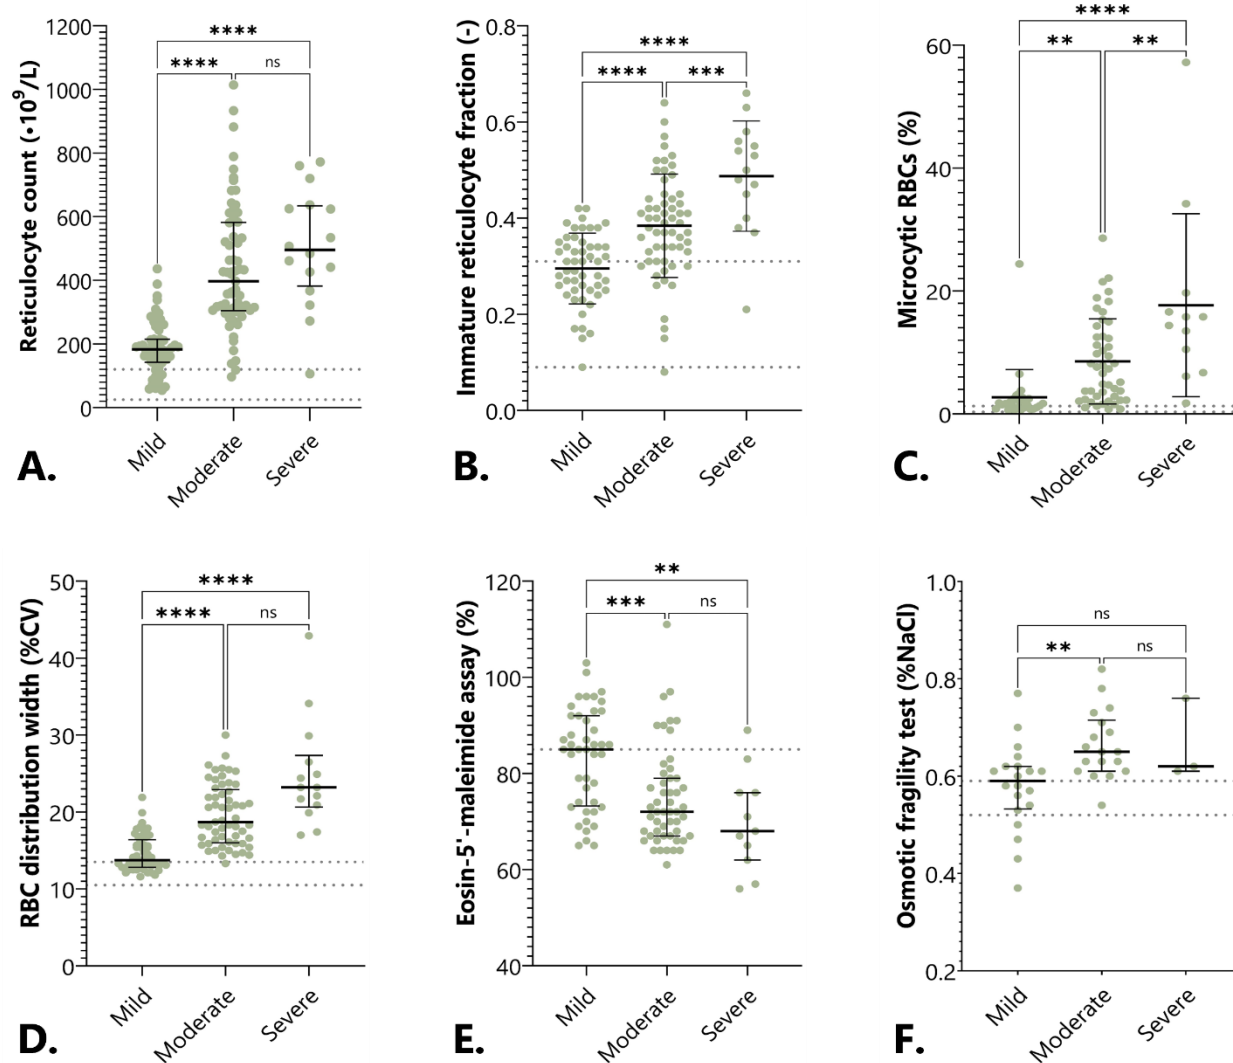 Reticulocyte count (•10⁹/L)
1200
1000
800
600
400
200
0
****
****
ns
Mild
Moderate
Severe
A.
Immature reticulocyte fraction (-)
0.8
0.6
0.4
0.2
0.0
****
****
***
Mild
Moderate
Severe
B.
Microcytic RBCs (%)
60
40
20
0
****
**
**
Mild
Moderate
Severe
C.
RBC distribution width (%CV)
50
40
30
20
10
0
****
****
ns
Mild
Moderate
Severe
D.
Eosin-5'-maleimide assay (%)
120
100
80
60
40
**
***
ns
Mild
Moderate
Severe
E.
Osmotic fragility test (%NaCl)
1.0
0.8
0.6
0.4
0.2
ns
**
ns
Mild
Moderate
Severe
F.